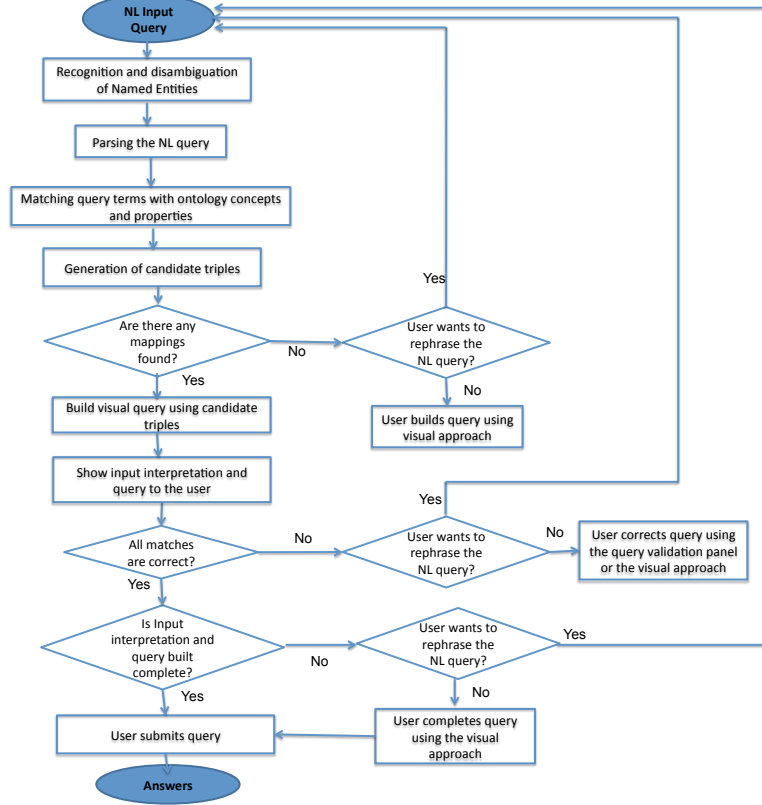 NL Input
Query
Recognition and disambiguation
of Named Entities
Parsing the NL query
Matching query terms with ontology concepts
and properties
Generation of candidate triples
Yes
Are there any
mappings
found?
No
User wants to
rephrase the
NL query?
Yes
No
Build visual query using candidate
triples
User builds query using
visual approach
Show input interpretation and
query to the user
Yes
All matches
are correct?
No
User wants to
rephrase the
NL query?
No
User corrects query using
the query validation panel
or the visual approach
Yes
Is Input
interpretation and
query built
complete?
No
User wants to
rephrase the
NL query?
Yes
Yes
No
User submits query
User completes query
using the visual
approach
Answers